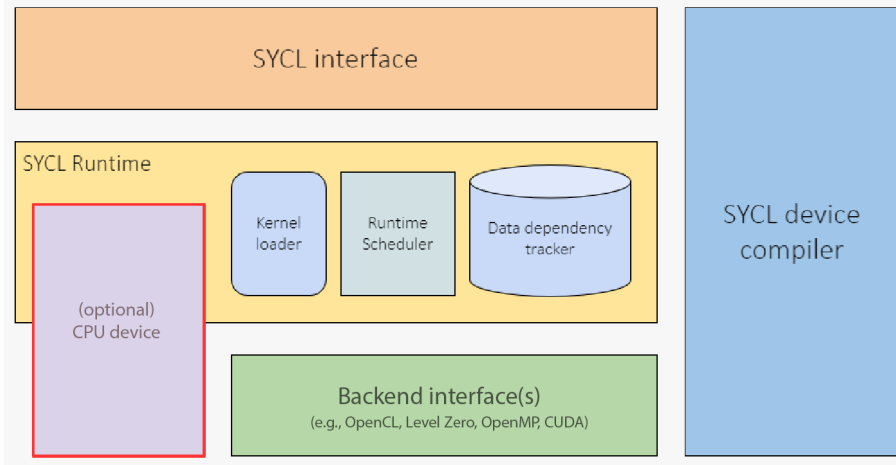 SYCL interface
SYCL Runtime
Kernel
loader
Runtime
Scheduler
Data dependency
tracker
(optional)
CPU device
Backend interface(s)
(e.g., OpenCL, Level Zero, OpenMP, CUDA)
SYCL device
compiler